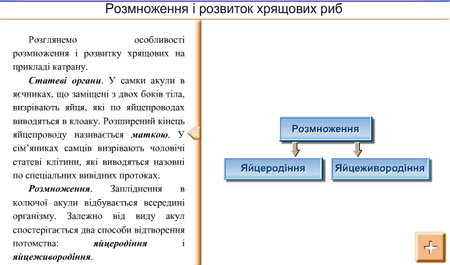 Розмноження і розвиток хрящових риб
Розглянемо особливості
розмноження і розвитку хрящових на
прикладі катрану.
Статеві органи. У самки акули в
яєчниках, що заміщені з двох боків тіла,
визрівають яйця, які по яйцепроводах
виводяться в клоаку. Розширений кінець
яйцепроводу називається маткою. У
сім’яниках самців визрівають чоловічі
статеві клітини, які виводяться назовні
по спеціальних вивідних протоках.
Розмноження. Запліднення в
колючої акули відбувається всередині
організму. Залежно від виду акул
спостерігається два способи відтворення
потомства: яйцеродіння і
яйцеживородіння.
Розмноження
Яйцеродіння
Яйцеживородіння